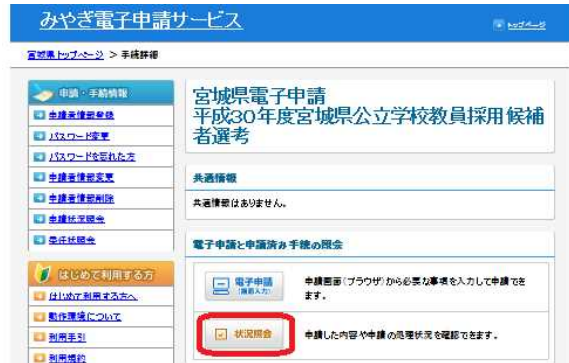 みやぎ電子申請サービス
トップページ
宮城県トップページ > 手続詳細
申請・手続情報
申請者情報登録
パスワード変更
パスワードを忘れた方
申請者情報変更
申請者情報削除
申請状況照会
委任状照会
はじめて利用する方
はじめて利用する方へ
動作環境について
利用手引
利用規約
宮城県電子申請
平成30年度宮城県公立学校教員採用候補
者選考
共通情報
共通情報はありません。
電子申請と申請済み手続の照会
電子申請
(画面入力)
申請画面(ブラウザ)から必要な事項を入力して申請でき
ます。
状況照会
申請した内容や申請の処理状況を確認できます。